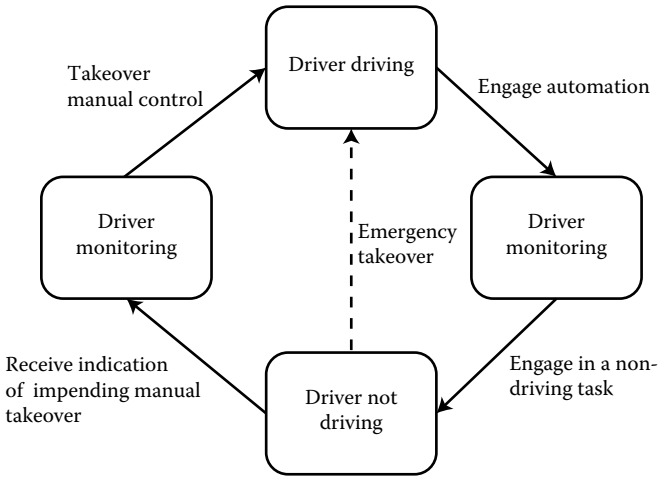 Driver driving
Takeover
manual control
Engage automation
Driver
monitoring
Driver
monitoring
Emergency
takeover
Receive indication
of impending manual
takeover
Engage in a non-
driving task
Driver not
driving